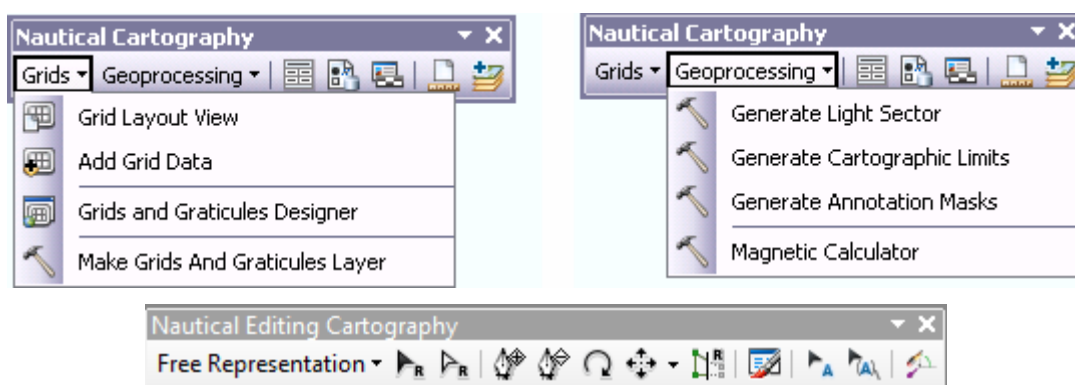 Nautical Cartography
Grids Geoprocessing
Grid Layout View
Add Grid Data
Grids and Graticules Designer
Make Grids And Graticules Layer
Nautical Cartography
Grids Geoprocessing
Generate Light Sector
Generate Cartographic Limits
Generate Annotation Masks
Magnetic Calculator
Nautical Editing Cartography
Free Representation R R R A A